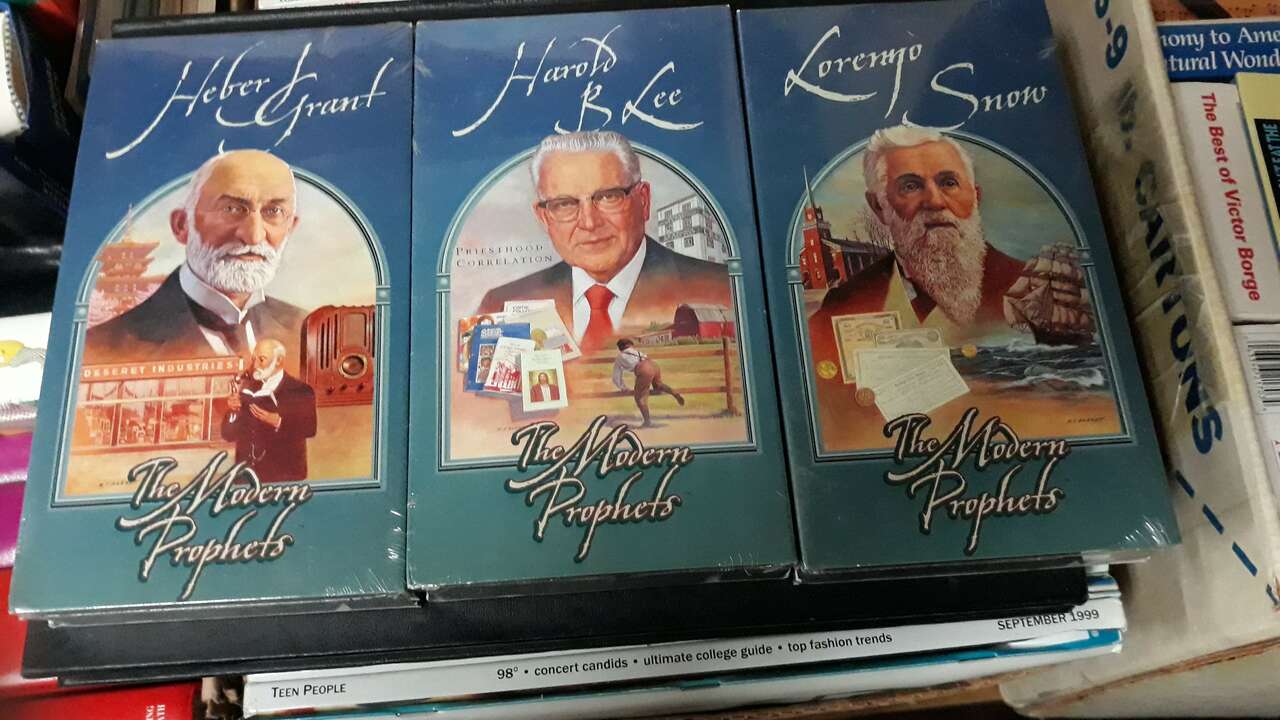 Heber J
Grant
DESERET INDUSTRIES
The Modern
Prophets
Harold
B Lee
PRIESTHOOD
CORRELATION
The Modern
Prophets
Lorenzo
Snow
The Modern
Prophets
mony to Ame
atural Wond
The Best of Victor Borge
CARTONS
TEEN PEOPLE
98° • concert candids • ultimate college guide • top fashion trends
SEPTEMBER 1999